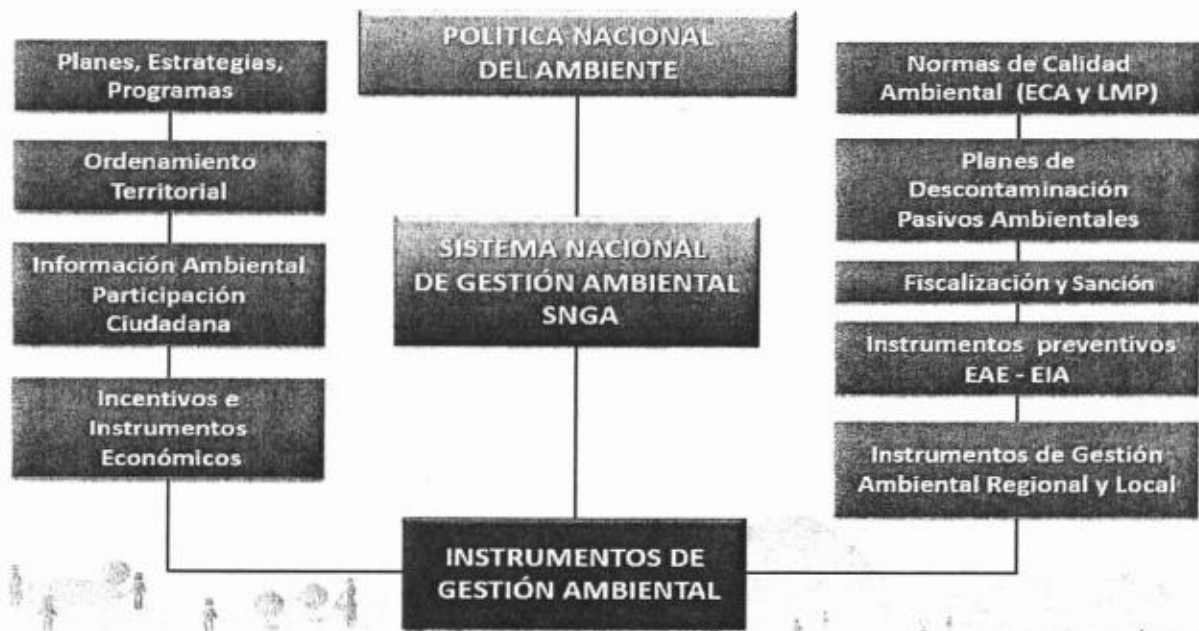 POLÍTICA NACIONAL
DEL AMBIENTE
Planes, Estrategias,
Programas
Ordenamiento
Territorial
Información Ambiental
Participación
Ciudadana
Incentivos e
Instrumentos
Económicos
SISTEMA NACIONAL
DE GESTIÓN AMBIENTAL
SNGA
Normas de Calidad
Ambiental (ECA y LMP)
Planes de
Descontaminación
Pasivos Ambientales
Fiscalización y Sanción
Instrumentos preventivos
EAE - EIA
Instrumentos de Gestión
Ambiental Regional y Local
INSTRUMENTOS DE
GESTIÓN AMBIENTAL